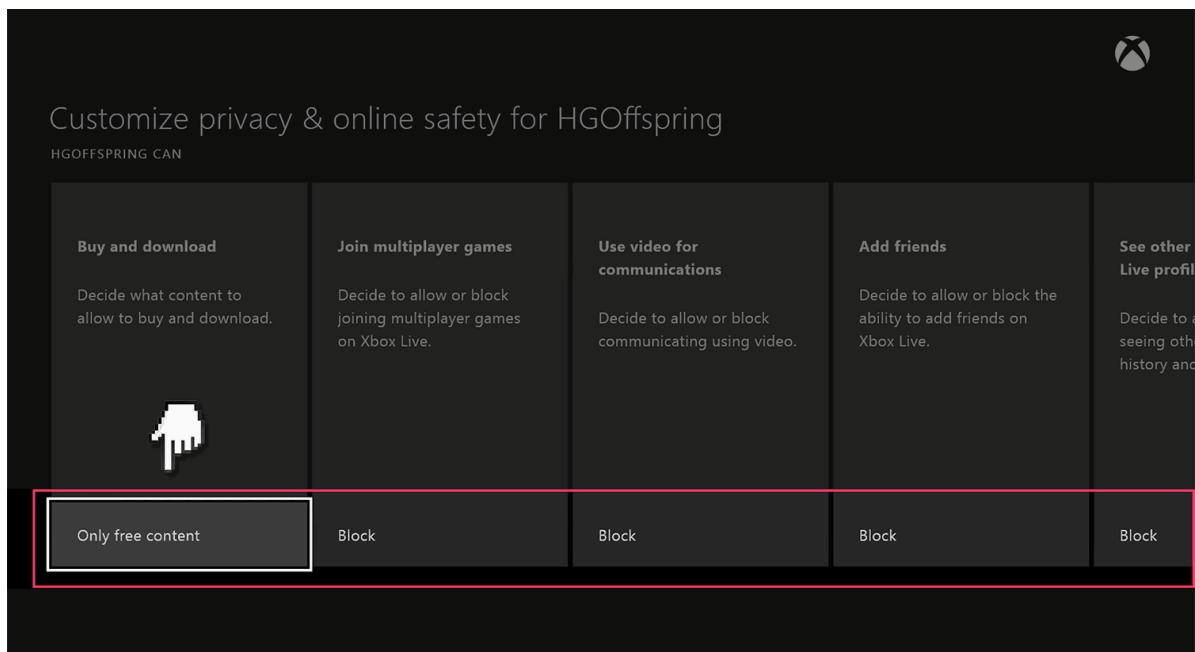 Customize privacy & online safety for HGOffspring
HGOFFSPRING CAN
Buy and download
Decide what content to
allow to buy and download.
Only free content
Join multiplayer games
Decide to allow or block
joining multiplayer games
on Xbox Live.
Block
Use video for
communications
Decide to allow or block
communicating using video.
Block
Add friends
Decide to allow or block the
ability to add friends on
Xbox Live.
Block
See other
Live profil
Decide to a
seeing oth
history and
Block